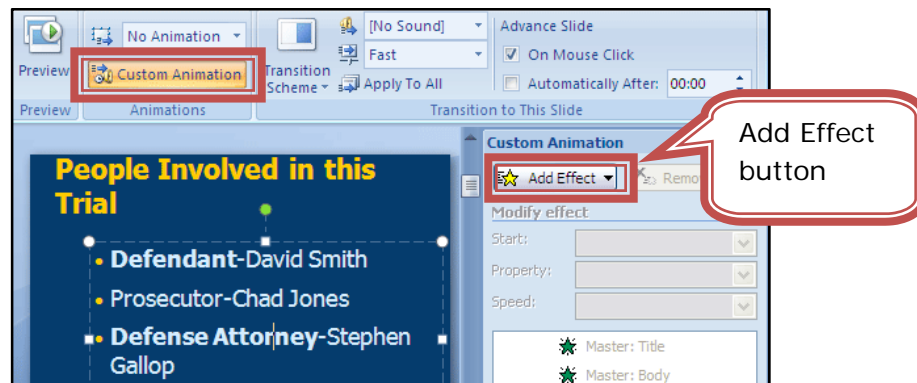 No Animation
[No Sound]
Advance Slide
Fast
On Mouse Click
Preview
Custom Animation
Transition
Scheme
Apply To All
Automatically After: 00:00
Preview
Animations
Transition to This Slide
Add Effect
button
Custom Animation
Add Effect
Remo
Modify effect
Start:
Property:
Speed:
Master: Title
Master: Body
People Involved in this
Trial
• Defendant-David Smith
• Prosecutor-Chad Jones
• Defense Attorney-Stephen
Gallop